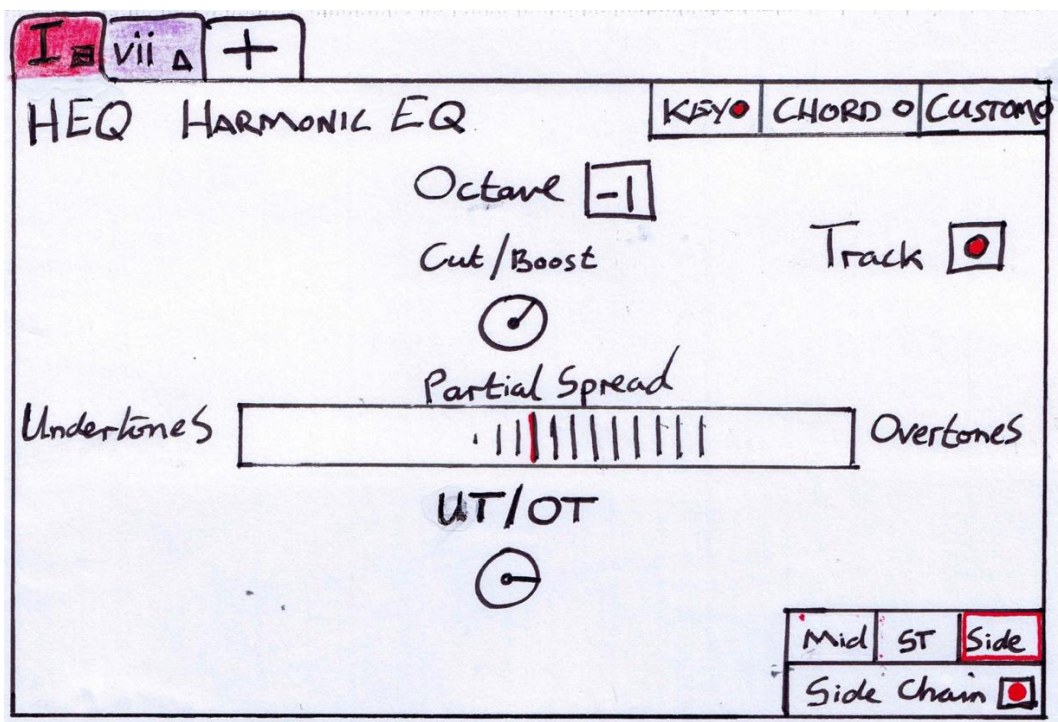 I vii +
HEQ HARMONIC EQ
KEY CHORD CUSTOM
Octave -1
Track
Cut/Boost
Partial Spread
Undertones Overtones
UT/OT
Mid ST Side
Side Chain